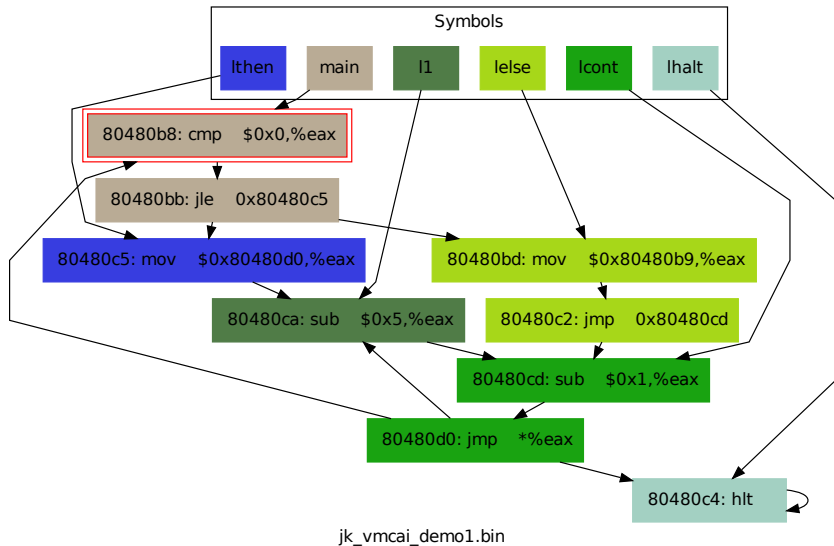 Symbols
lthen main l1 lelse lcont lhalt
80480b8: cmp $0x0,%eax
80480bb: jle 0x80480c5
80480c5: mov $0x80480d0,%eax
80480bd: mov $0x80480b9,%eax
80480ca: sub $0x5,%eax
80480c2: jmp 0x80480cd
80480cd: sub $0x1,%eax
80480d0: jmp *%eax
80480c4: hlt
jk_vmcai_demo1.bin